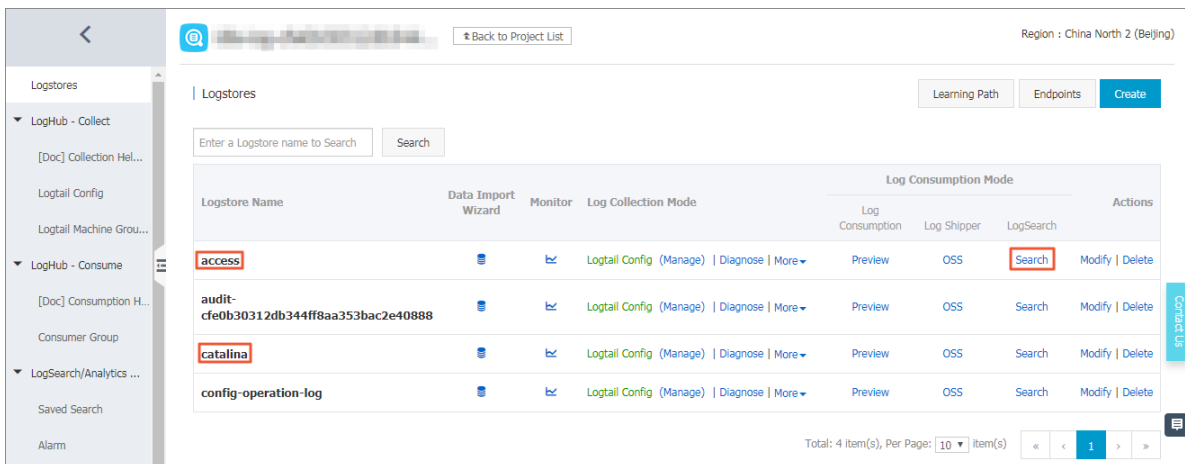 Back to Project List
Region : China North 2 (Beijing)
Logstores
LogHub - Collect
[Doc] Collection Hel...
Logtail Config
Logtail Machine Grou...
LogHub - Consume
[Doc] Consumption H...
Consumer Group
LogSearch/Analytics ...
Saved Search
Alarm
Logstores
Learning Path
Endpoints
Create
Enter a Logstore name to Search
Search
Logstore Name
Data Import
Wizard
Monitor
Log Collection Mode
Log Consumption Mode
Log
Consumption
Log Shipper
LogSearch
Actions
access
Logtail Config (Manage) | Diagnose | More
Preview
OSS
Search
Modify | Delete
audit-
cfe0b30312db344ff8aa353bac2e40888
Logtail Config (Manage) | Diagnose | More
Preview
OSS
Search
Modify | Delete
catalina
Logtail Config (Manage) | Diagnose | More
Preview
OSS
Search
Modify | Delete
config-operation-log
Logtail Config (Manage) | Diagnose | More
Preview
OSS
Search
Modify | Delete
Total: 4 item(s), Per Page: 10 item(s)
« < 1 > »
Contact Us